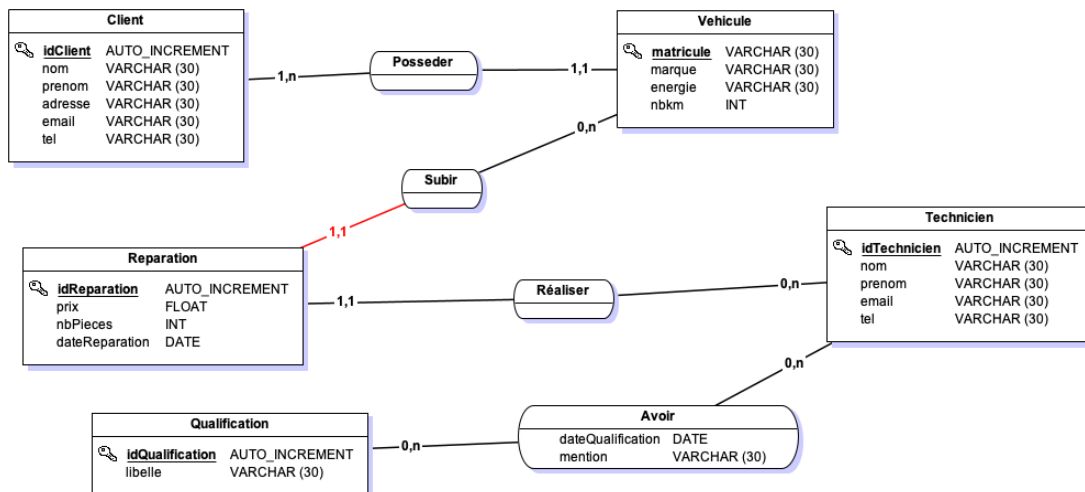 Client
idClient AUTO_INCREMENT
nom VARCHAR (30)
prenom VARCHAR (30)
adresse VARCHAR (30)
email VARCHAR (30)
tel VARCHAR (30)
1,n
Posseder
1,1
Vehicule
matricule VARCHAR (30)
marque VARCHAR (30)
energie VARCHAR (30)
nbkm INT
0,n
Subir
1,1
Reparation
idReparation AUTO_INCREMENT
prix FLOAT
nbPieces INT
dateReparation DATE
1,1
Réaliser
0,n
Technicien
idTechnicien AUTO_INCREMENT
nom VARCHAR (30)
prenom VARCHAR (30)
email VARCHAR (30)
tel VARCHAR (30)
0,n
Avoir
dateQualification DATE
mention VARCHAR (30)
0,n
Qualification
idQualification AUTO_INCREMENT
libelle VARCHAR (30)